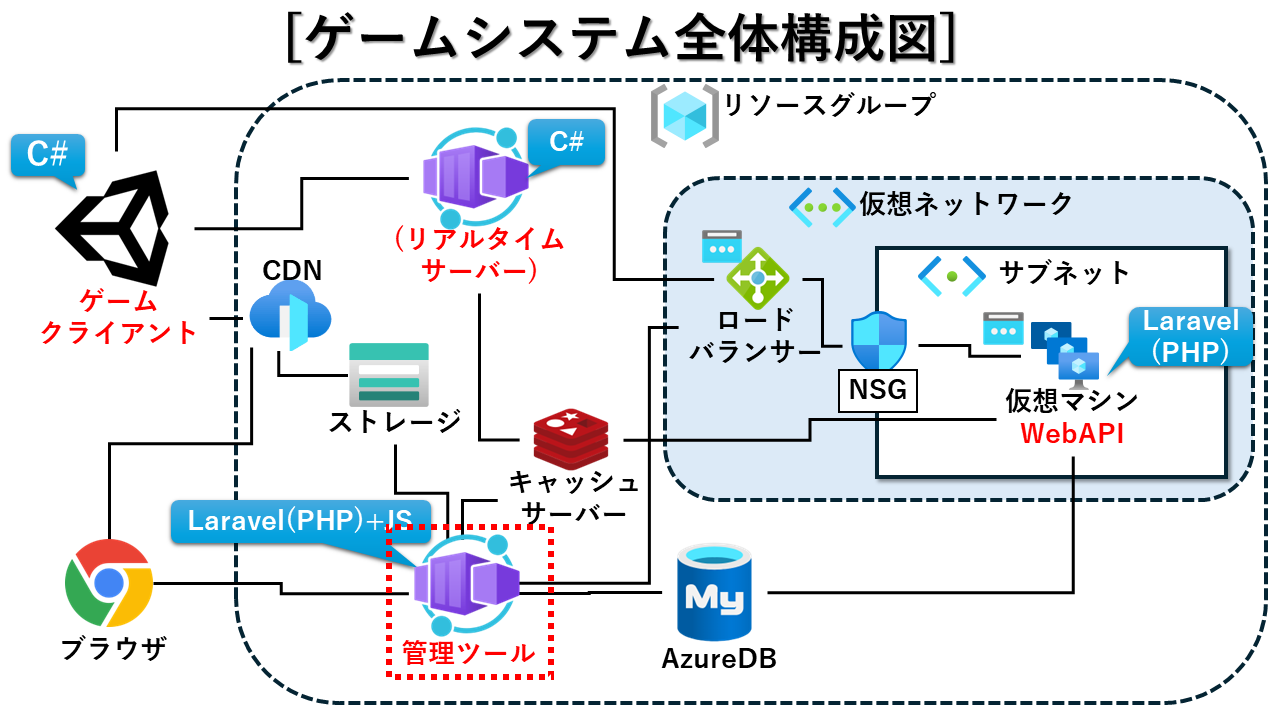 [ゲームシステム全体構成図]
リソースグループ
C#
C#
仮想ネットワーク
(リアルタイム
サーバー)
CDN
サブネット
ゲーム
クライアント
ロード
バランサー
Laravel
(PHP)
NSG
仮想マシン
WebAPI
ストレージ
キャッシュ
サーバー
Laravel(PHP)+JS
My
ブラウザ
管理ツール
AzureDB